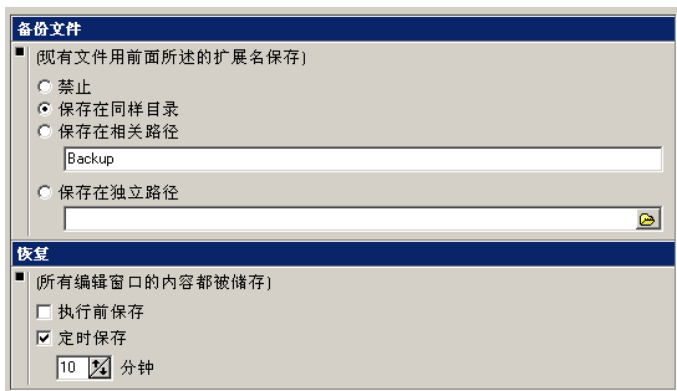 备份文件
(现有文件用前面所述的扩展名保存)
禁止
保存在同样目录
保存在相关路径
Backup
保存在独立路径
恢复
(所有编辑窗口的内容都被储存)
执行前保存
定时保存
10 分钟